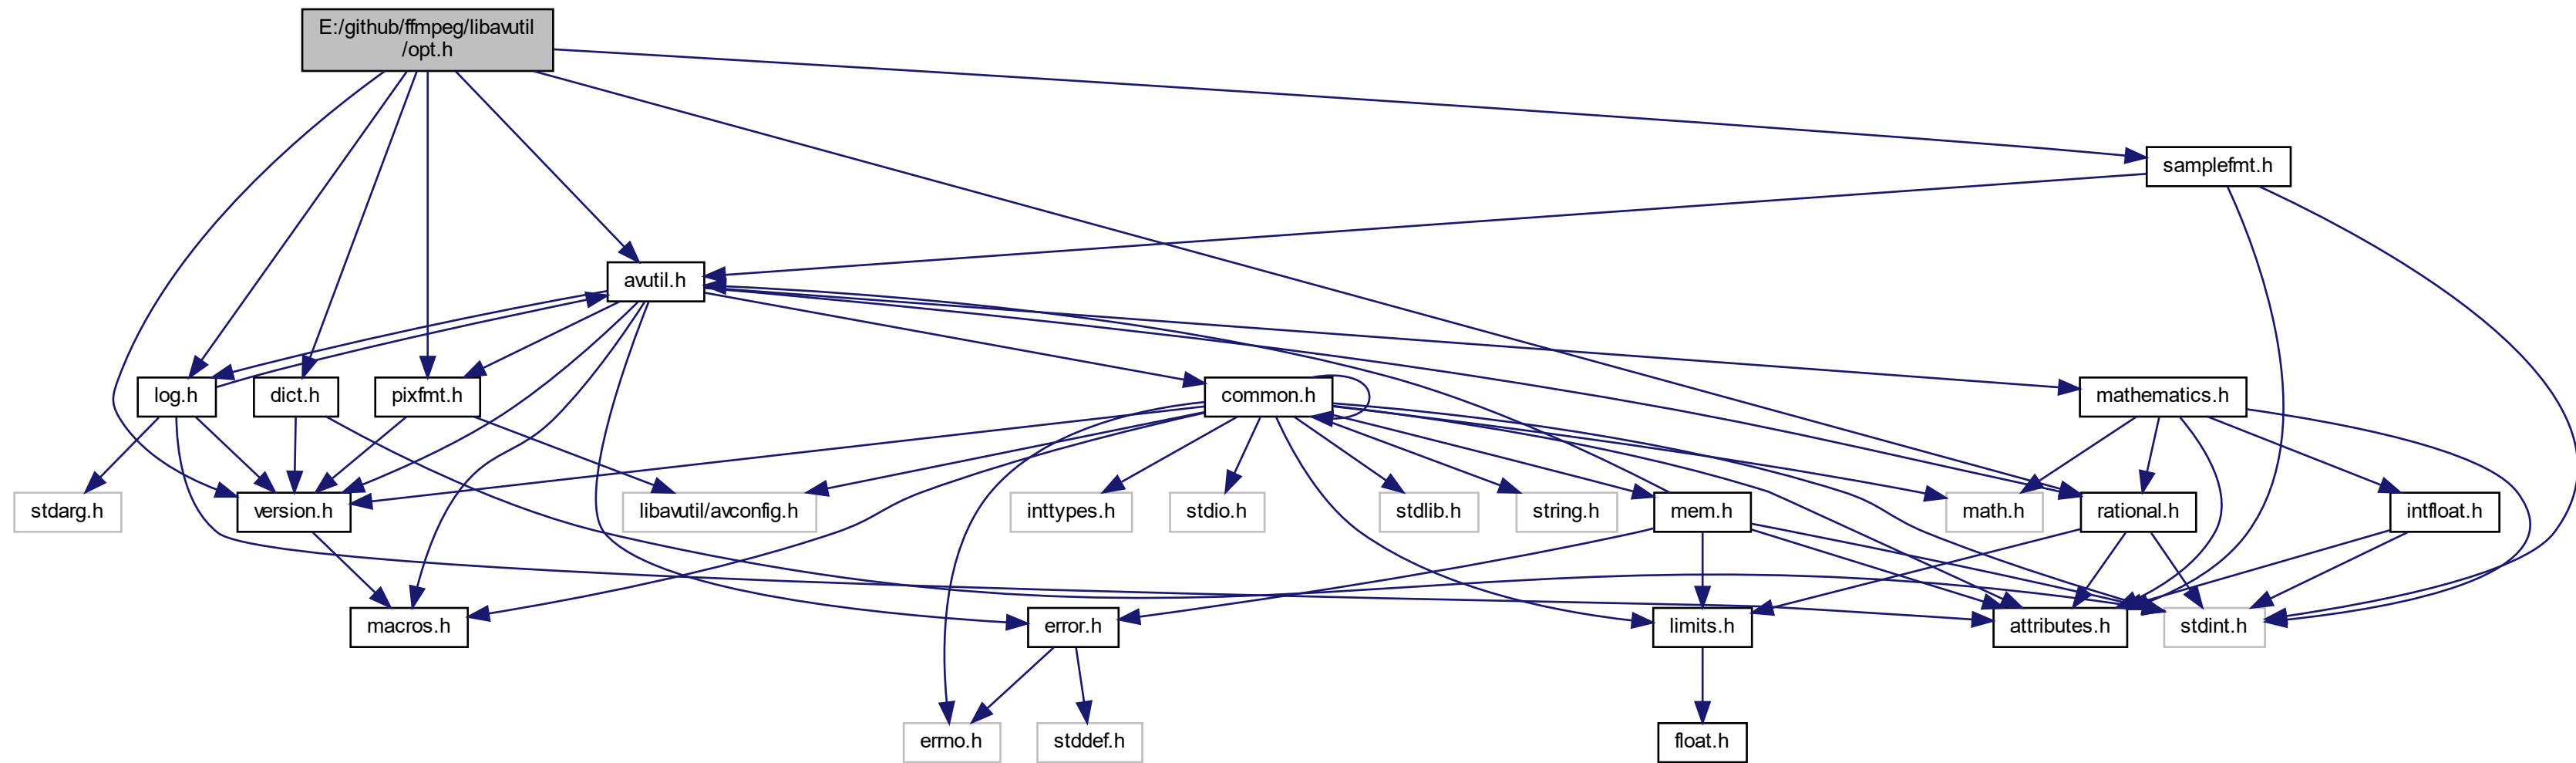 E:/github/ffmpeg/libavutil
/opt.h
samplefmt.h
avutil.h
log.h
dict.h
pixfmt.h
common.h
mathematics.h
stdarg.h
version.h
libavutil/avconfig.h
inttypes.h
stdio.h
stdlib.h
string.h
mem.h
math.h
rational.h
intfloat.h
macros.h
error.h
limits.h
attributes.h
stdint.h
errno.h
stddef.h
float.h